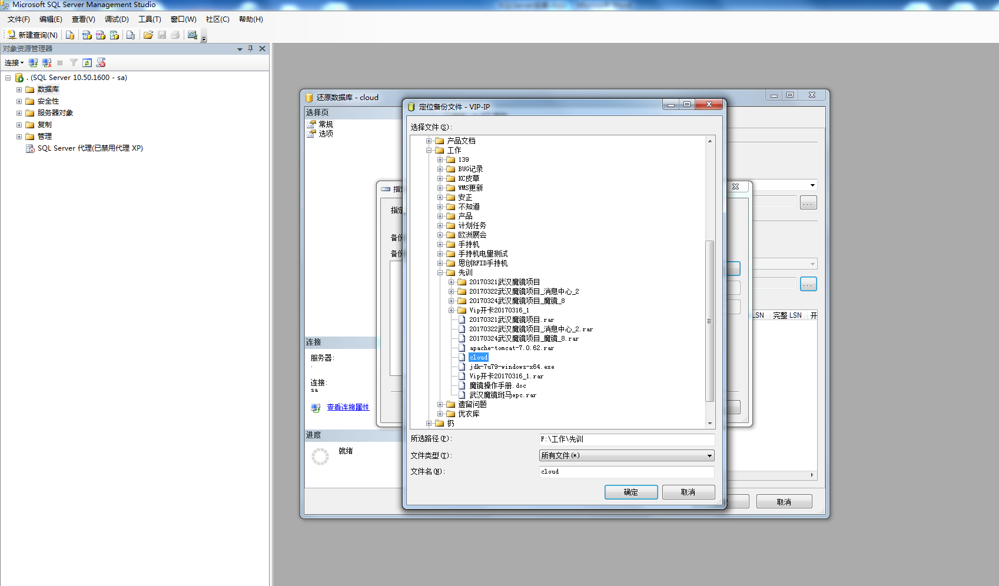 Microsoft SQL Server Management Studio
文件(F) 编辑(E) 查看(V) 调试(D) 工具(T) 窗口(W) 社区(C) 帮助(H)
新建查询(N)
对象资源管理器
连接
. (SQL Server 10.50.1600 - sa)
数据库
安全性
服务器对象
复制
管理
SQL Server 代理(已禁用代理 XP)
还原数据库 - cloud
选择页
常规
选项
连接
服务器:
.
连接:
sa
查看连接属性
进度
就绪
指定
备份
备份
定位备份文件 - VIP-IP
选择文件(S):
产品文档
工作
139
BUG记录
KC皮草
WMS更新
安正
不知道
产品
计划任务
欧洲展会
手持机
手持机电量测试
思创RFID手持机
先训
20170321武汉魔镜项目
20170322武汉魔镜项目_消息中心_2
20170324武汉魔镜项目_魔镜_8
Vip开卡20170316_1
20170321武汉魔镜项目.rar
20170322武汉魔镜项目_消息中心_2.rar
20170324武汉魔镜项目_魔镜_8.rar
apache-tomcat-7.0.62.rar
cloud
jdk-7u79-windows-x64.exe
Vip开卡20170316_1.rar
魔镜操作手册.doc
武汉魔镜斑马epc.rar
遗留问题
优衣库
扔
所选路径(P): F:\工作\先训
文件类型(T): 所有文件(*)
文件名(N): cloud
确定 取消
...
...
LSN 完整 LSN 开
取消